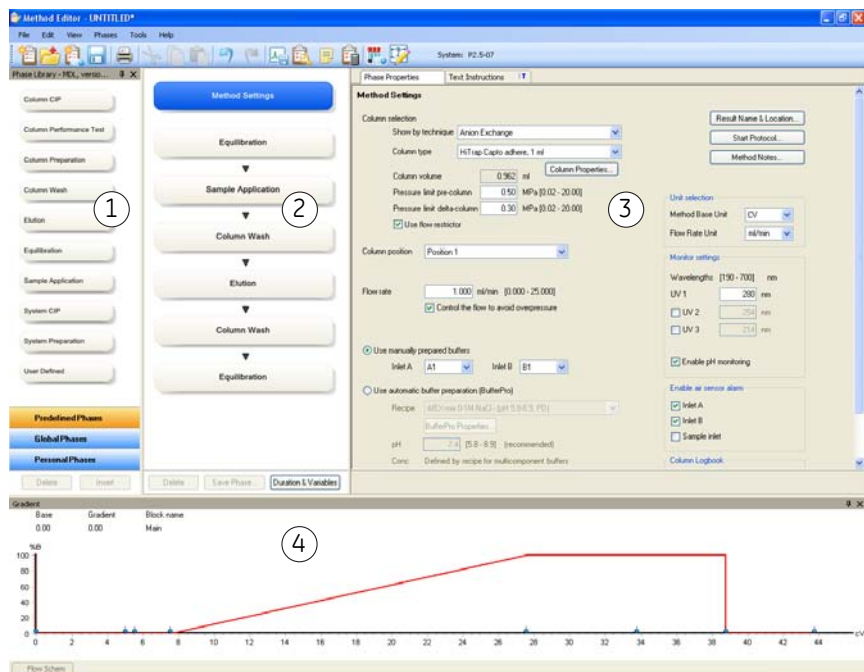 Method Editor - UNTITLED*
File Edit View Phases Tools Help
System: P2.5-07
Phase Library - MDL, versio...
Column CIP
Column Performance Test
Column Preparation
Column Wash
Elution
Equilibration
Sample Application
System CIP
System Preparation
User Defined
Predefined Phases
Global Phases
Personal Phases
Delete Insert
1
Method Settings
Equilibration
Sample Application
Column Wash
Elution
Column Wash
Equilibration
Delete Save Phase... Duration & Variables
2
Phase Properties Text Instructions T
Method Settings
Column selection
Show by technique Anion Exchange
Column type HiTrap Capto adhere, 1 ml
Column volume 0.962 ml Column Properties...
Pressure limit pre-column 0.50 MPa [0.02 - 20.00]
Pressure limit delta-column 0.30 MPa [0.02 - 20.00]
Use flow restrictor
Column position Position 1
Flow rate 1.000 ml/min [0.000 - 25.000]
Control the flow to avoid overpressure
Use manually prepared buffers
Inlet A A1 Inlet B B1
Use automatic buffer preparation (BufferPro)
Recipe
BufferPro Properties...
pH 7.4 [5.8 - 8.9] (recommended)
Conc Defined by recipe for multicomponent buffers
3
Result Name & Location...
Start Protocol...
Method Notes...
Unit selection
Method Base Unit CV
Flow Rate Unit ml/min
Monitor settings
Wavelengths [190 - 700] nm
UV 1 280 nm
UV 2 254 nm
UV 3 214 nm
Enable pH monitoring
Enable air sensor alarm
Inlet A
Inlet B
Sample inlet
Column Logbook
Gradient
Base Gradient Block name
0.00 0.00 Main
4
%B
100
80
60
40
20
0
0 2 4 6 8 10 12 14 16 18 20 22 24 26 28 30 32 34 36 38 40 42 44 CV
Flow Scheme